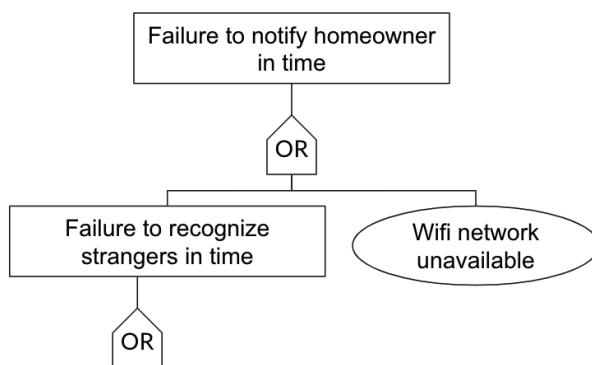 Failure to notify homeowner
in time
OR
Failure to recognize
strangers in time
Wifi network
unavailable
OR